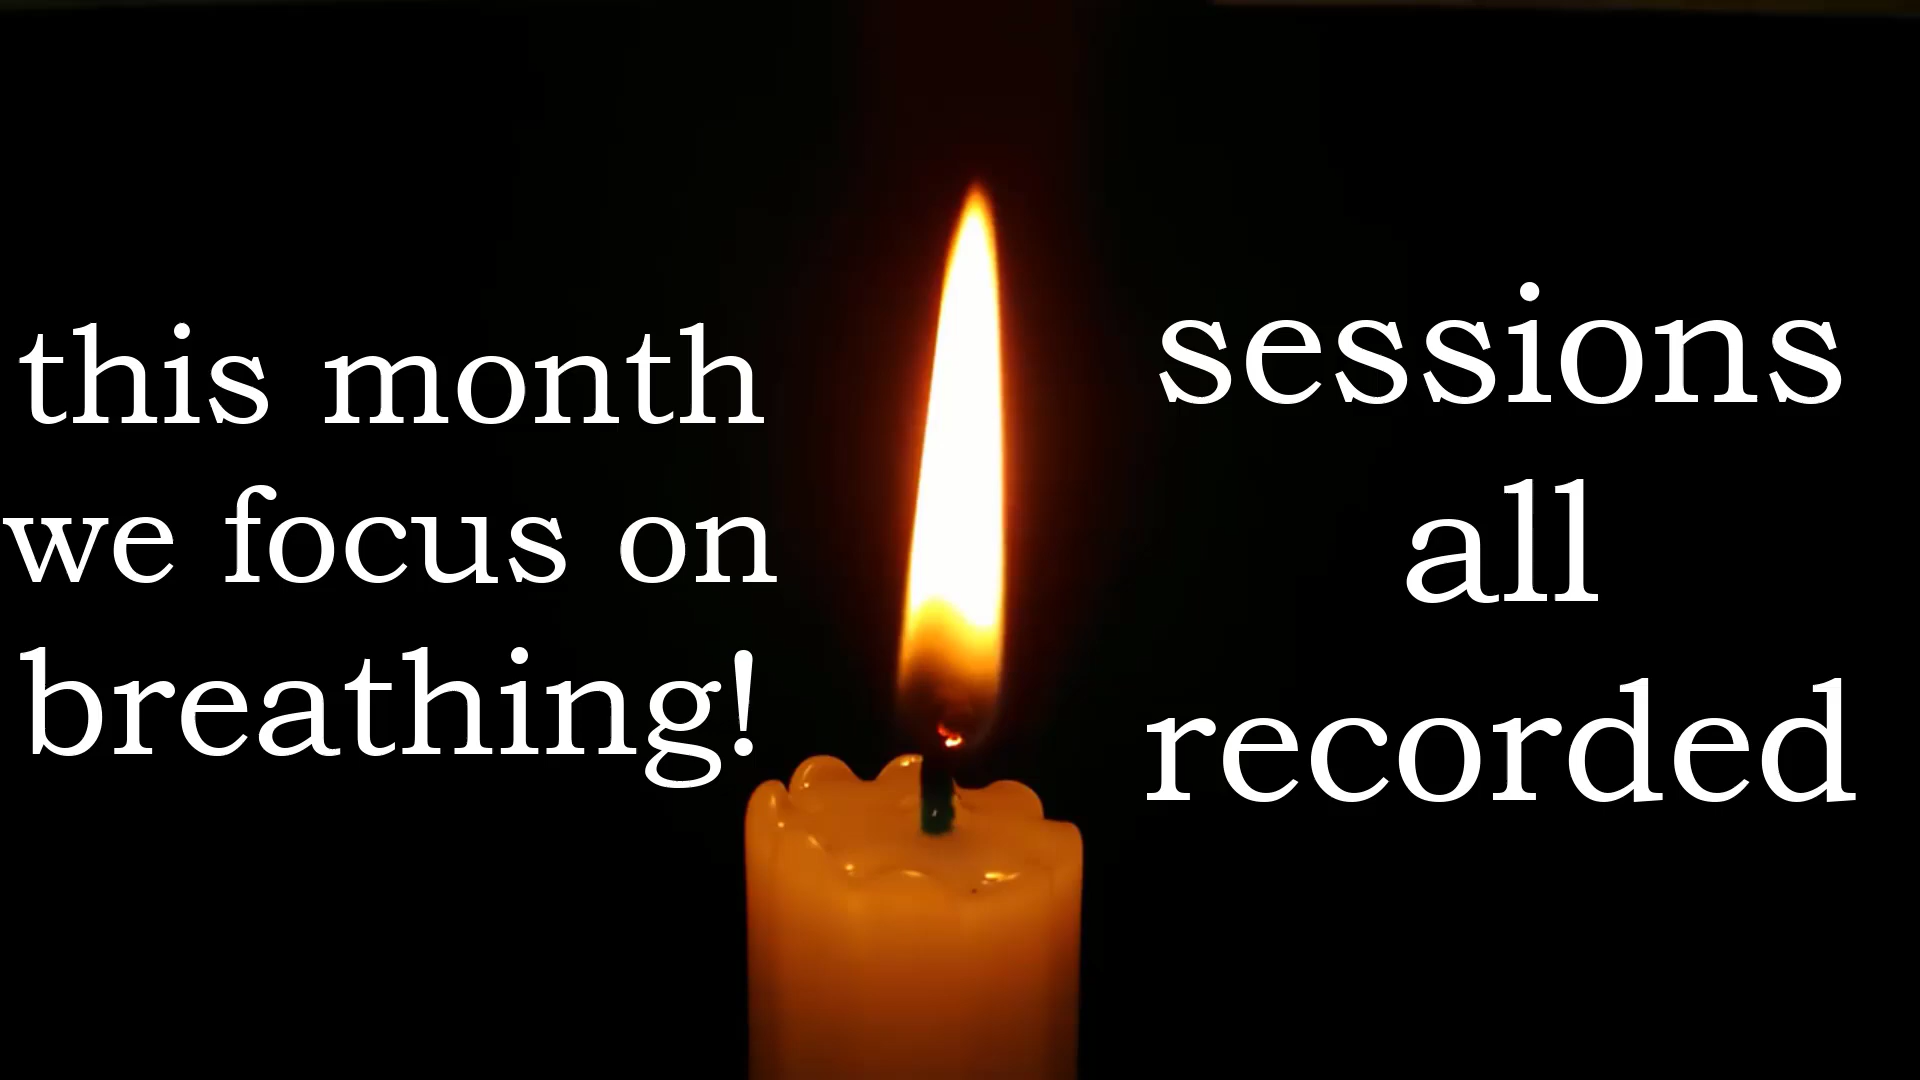 this month
we focus on
breathing!
sessions
all
recorded